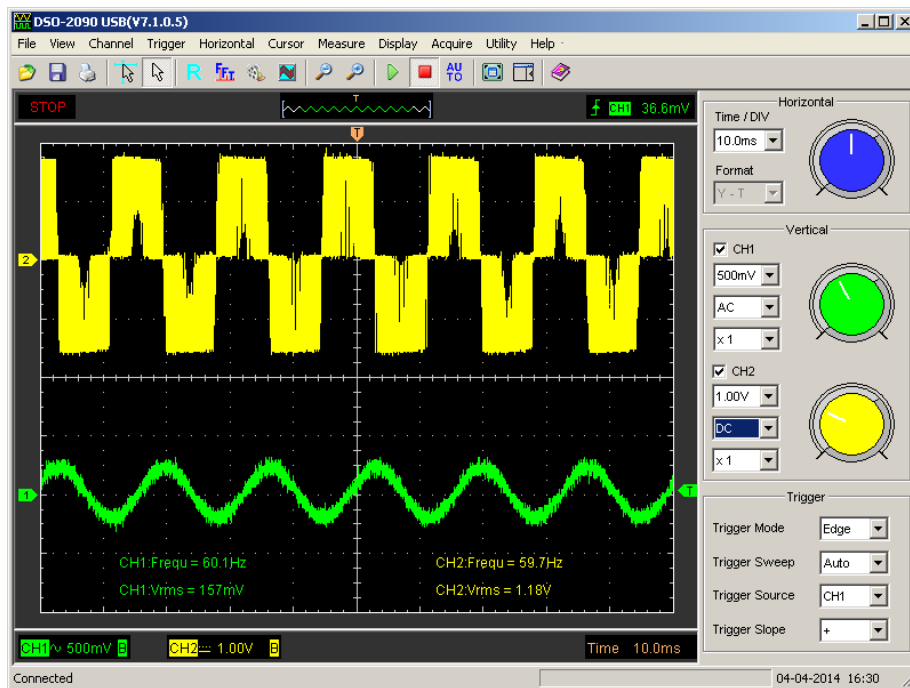 DSO-2090 USB(V7.1.0.5)
File View Channel Trigger Horizontal Cursor Measure Display Acquire Utility Help
R FFT AUTO
STOP
T
CH1 36.6mV
T
2
1
T
CH1:Frequ = 60.1Hz CH2:Frequ = 59.7Hz
CH1:Vrms = 157mV CH2:Vrms = 1.18V
CH1 500mV B CH2 1.00V B Time 10.0ms
Horizontal
Time / DIV
10.0ms
Format
Y - T
Vertical
CH1
500mV
AC
x 1
CH2
1.00V
DC
x 1
Trigger
Trigger Mode Edge
Trigger Sweep Auto
Trigger Source CH1
Trigger Slope +
Connected 04-04-2014 16:30